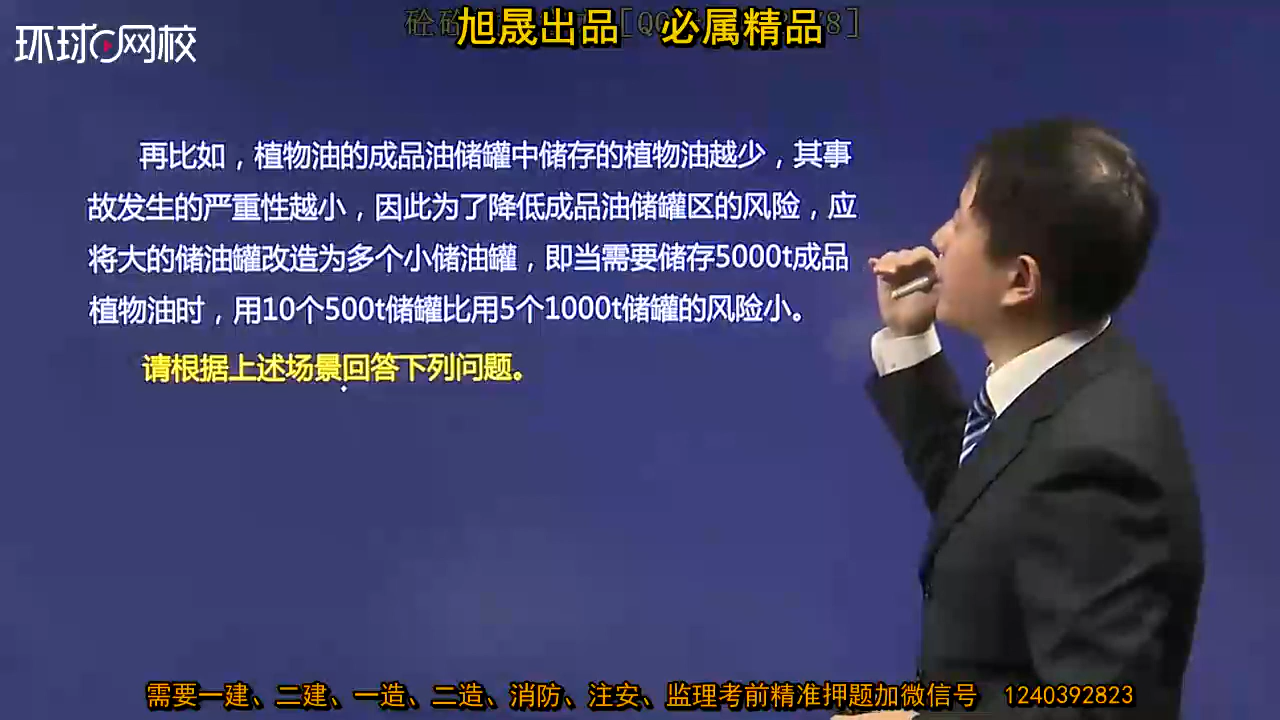 旭晟出品 必属精品
环球网校
再比如，植物油的成品油储罐中储存的植物油越少，其事
故发生的严重性越小，因此为了降低成品油储罐区的风险，应
将大的储油罐改造为多个小储油罐，即当需要储存5000t成品
植物油时，用10个500t储罐比用5个1000t储罐的风险小。
请根据上述场景回答下列问题。
需要一建、二建、一造、二造、消防、注安、监理考前精准押题加微信号 1240392823